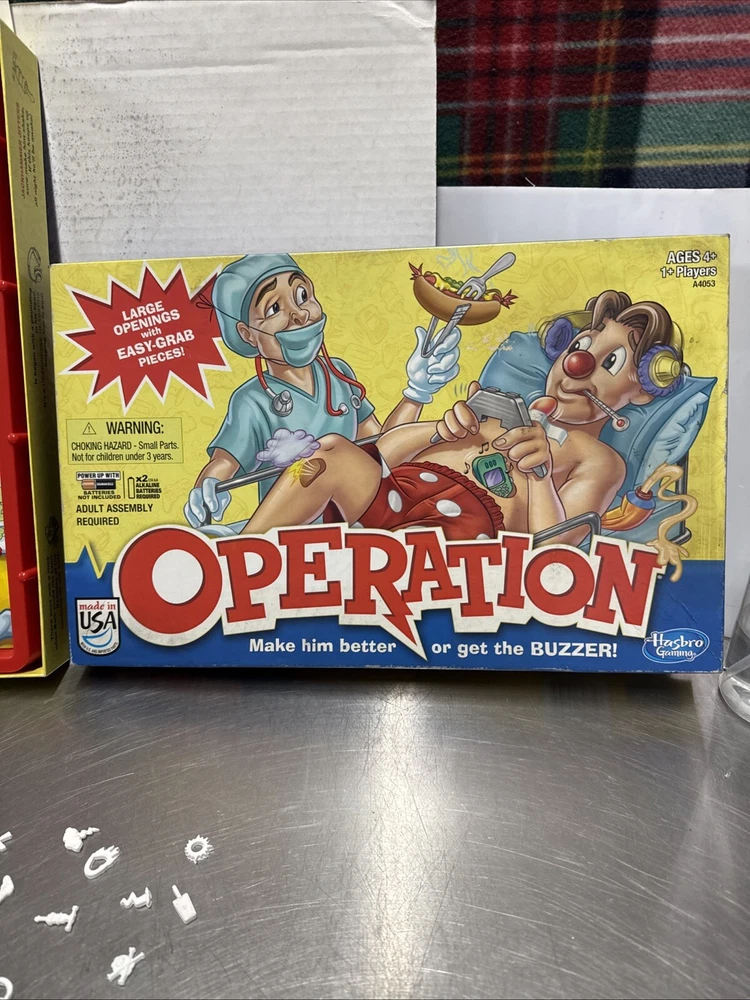 AGES 4+
1+ Players
A4053
LARGE
OPENINGS
with
EASY-GRAB
PIECES!
WARNING:
CHOKING HAZARD - Small Parts.
Not for children under 3 years.
POWER UP WITH
DURACELL
BATTERIES
NOT INCLUDED
x2
ALKALINE
BATTERIES
REQUIRED
ADULT ASSEMBLY
REQUIRED
OPERATION
made in
USA
Make him better or get the BUZZER!
Hasbro
Gaming